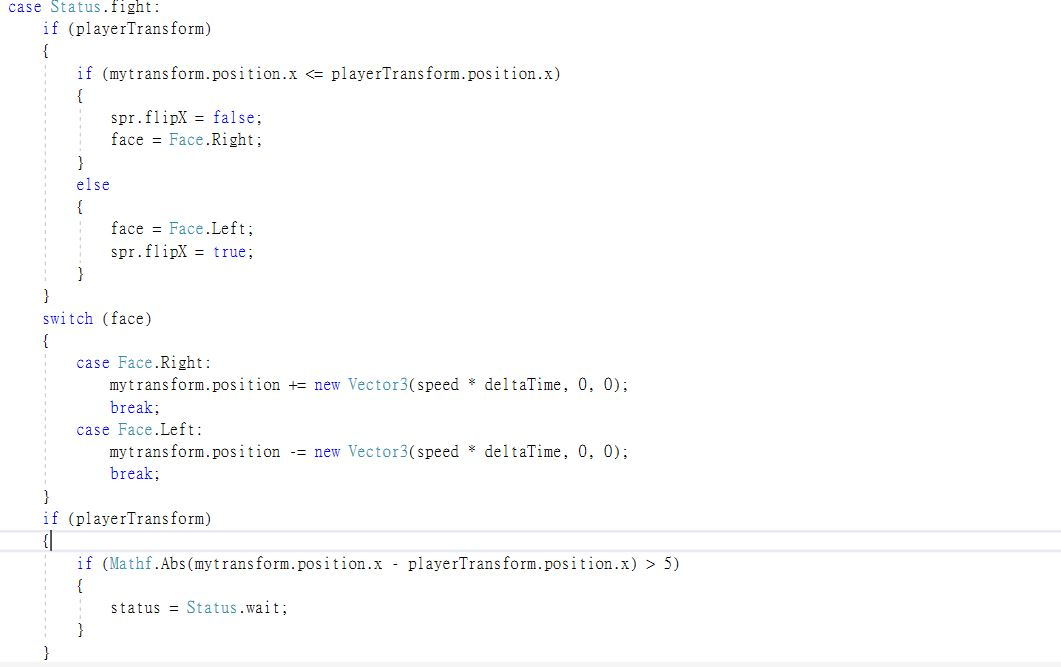 case Status.fight:
if (playerTransform)
{
if (mytransform.position.x <= playerTransform.position.x)
{
spr.flipX = false;
face = Face.Right;
}
else
{
face = Face.Left;
spr.flipX = true;
}
}
switch (face)
{
case Face.Right:
mytransform.position += new Vector3(speed * deltaTime, 0, 0);
break;
case Face.Left:
mytransform.position -= new Vector3(speed * deltaTime, 0, 0);
break;
}
if (playerTransform)
{
if (Mathf.Abs(mytransform.position.x - playerTransform.position.x) > 5)
{
status = Status.wait;
}
}